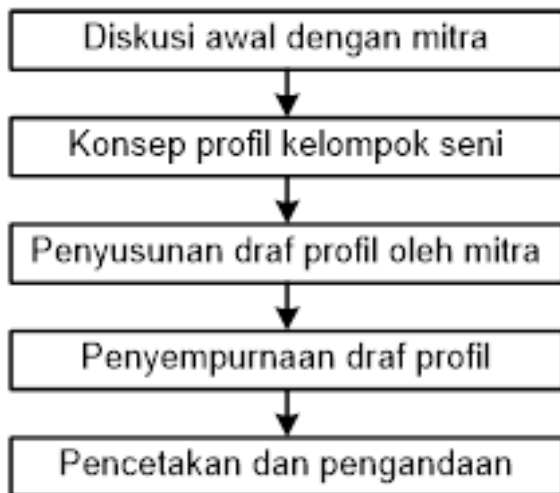 Diskusi awal dengan mitra
Konsep profil kelompok seni
Penyusunan draf profil oleh mitra
Penyempurnaan draf profil
Pencetakan dan pengandaan